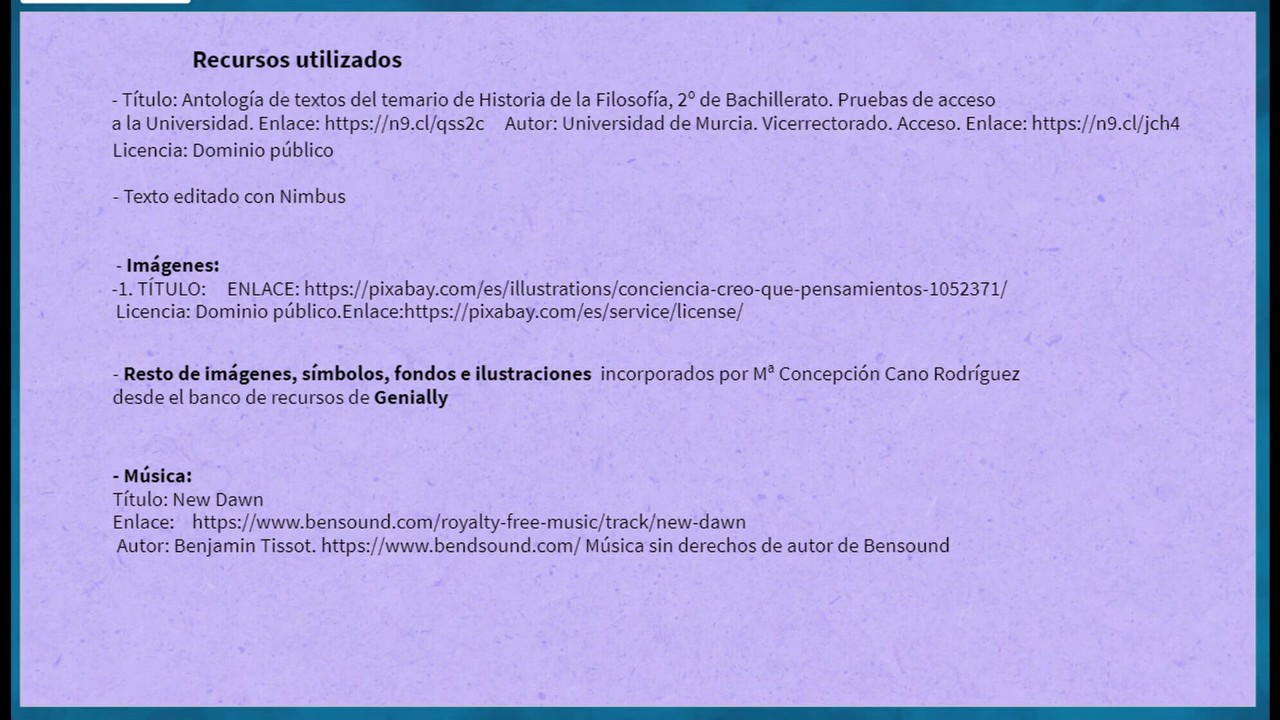 Recursos utilizados
- Título: Antología de textos del temario de Historia de la Filosofía, 2º de Bachillerato. Pruebas de acceso
a la Universidad. Enlace: https://n9.cl/qss2c Autor: Universidad de Murcia. Vicerrectorado. Acceso. Enlace: https://n9.cl/jch4
Licencia: Dominio público
- Texto editado con Nimbus
- Imágenes:
-1. TÍTULO: ENLACE: https://pixabay.com/es/illustrations/conciencia-creo-que-pensamientos-1052371/
Licencia: Dominio público.Enlace:https://pixabay.com/es/service/license/
- Resto de imágenes, símbolos, fondos e ilustraciones incorporados por Mª Concepción Cano Rodríguez
desde el banco de recursos de Genially
- Música:
Título: New Dawn
Enlace: https://www.bensound.com/royalty-free-music/track/new-dawn
Autor: Benjamin Tissot. https://www.bendsound.com/ Música sin derechos de autor de Bensound